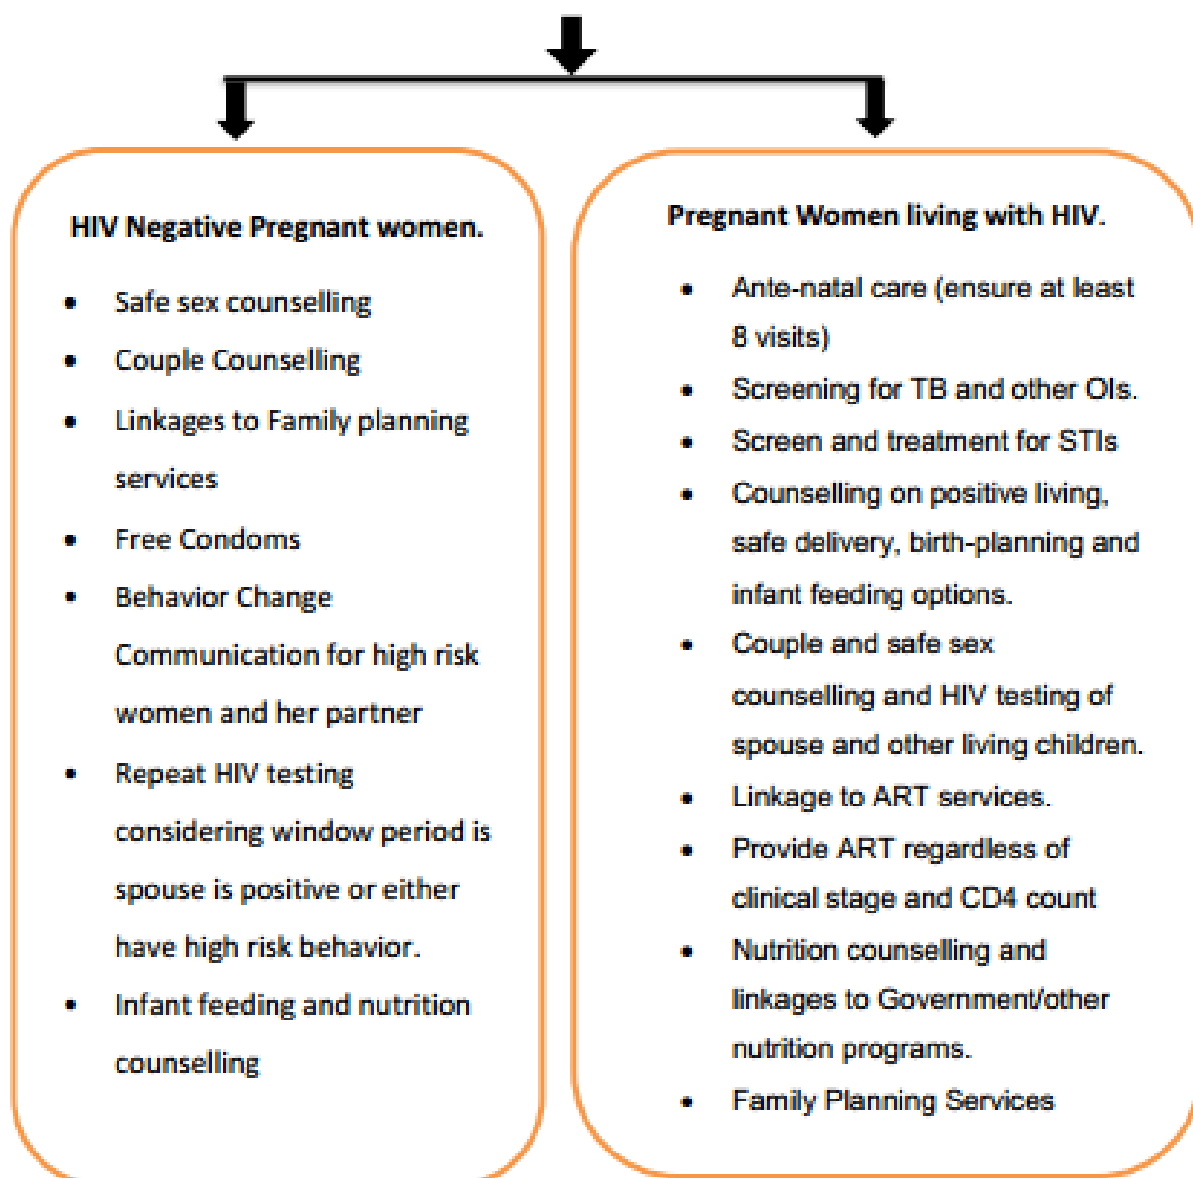 HIV Negative Pregnant women.
• Safe sex counselling
• Couple Counselling
• Linkages to Family planning
services
• Free Condoms
• Behavior Change
Communication for high risk
women and her partner
• Repeat HIV testing
considering window period is
spouse is positive or either
have high risk behavior.
• Infant feeding and nutrition
counselling
Pregnant Women living with HIV.
• Ante-natal care (ensure at least
8 visits)
• Screening for TB and other OIs.
• Screen and treatment for STIs
• Counselling on positive living,
safe delivery, birth-planning and
infant feeding options.
• Couple and safe sex
counselling and HIV testing of
spouse and other living children.
• Linkage to ART services.
• Provide ART regardless of
clinical stage and CD4 count
• Nutrition counselling and
linkages to Government/other
nutrition programs.
• Family Planning Services